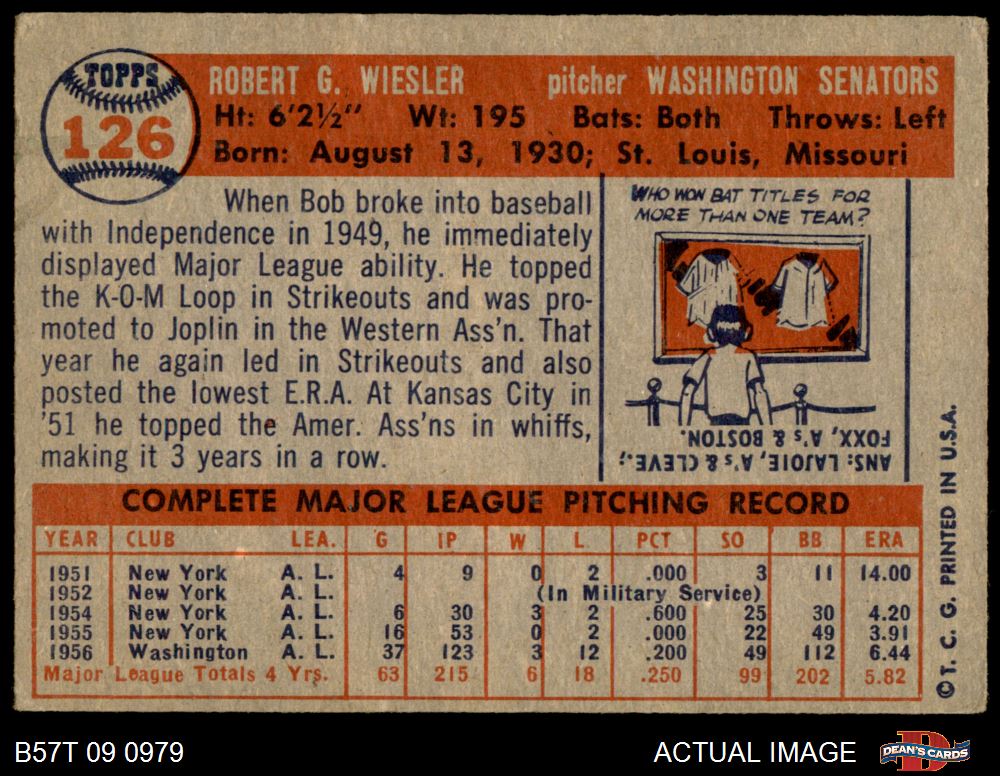 TOPPS
126
ROBERT G. WIESLER pitcher WASHINGTON SENATORS
Ht: 6'2½" Wt: 195 Bats: Both Throws: Left
Born: August 13, 1930; St. Louis, Missouri
When Bob broke into baseball
with Independence in 1949, he immediately
displayed Major League ability. He topped
the K-O-M Loop in Strikeouts and was pro-
moted to Joplin in the Western Ass'n. That
year he again led in Strikeouts and also
posted the lowest E.R.A. At Kansas City in
'51 he topped the Amer. Ass'ns in whiffs,
making it 3 years in a row.
WHO WON BAT TITLES FOR
MORE THAN ONE TEAM?
ANS: LAJOIE, A's & CLEVE.;
FOXX, A's & BOSTON.
COMPLETE MAJOR LEAGUE PITCHING RECORD
YEAR CLUB LEA. G IP W L PCT SO BB ERA
1951 New York A. L. 4 9 0 2 .000 3 11 14.00
1952 New York A. L. (In Military Service)
1954 New York A. L. 6 30 3 2 .600 25 30 4.20
1955 New York A. L. 16 53 0 2 .000 22 49 3.91
1956 Washington A. L. 37 123 3 12 .200 49 112 6.44
Major League Totals 4 Yrs. 63 215 6 18 .250 99 202 5.82
© T. C. G. PRINTED IN U.S.A.
B57T 09 0979 ACTUAL IMAGE DEAN'S CARDS